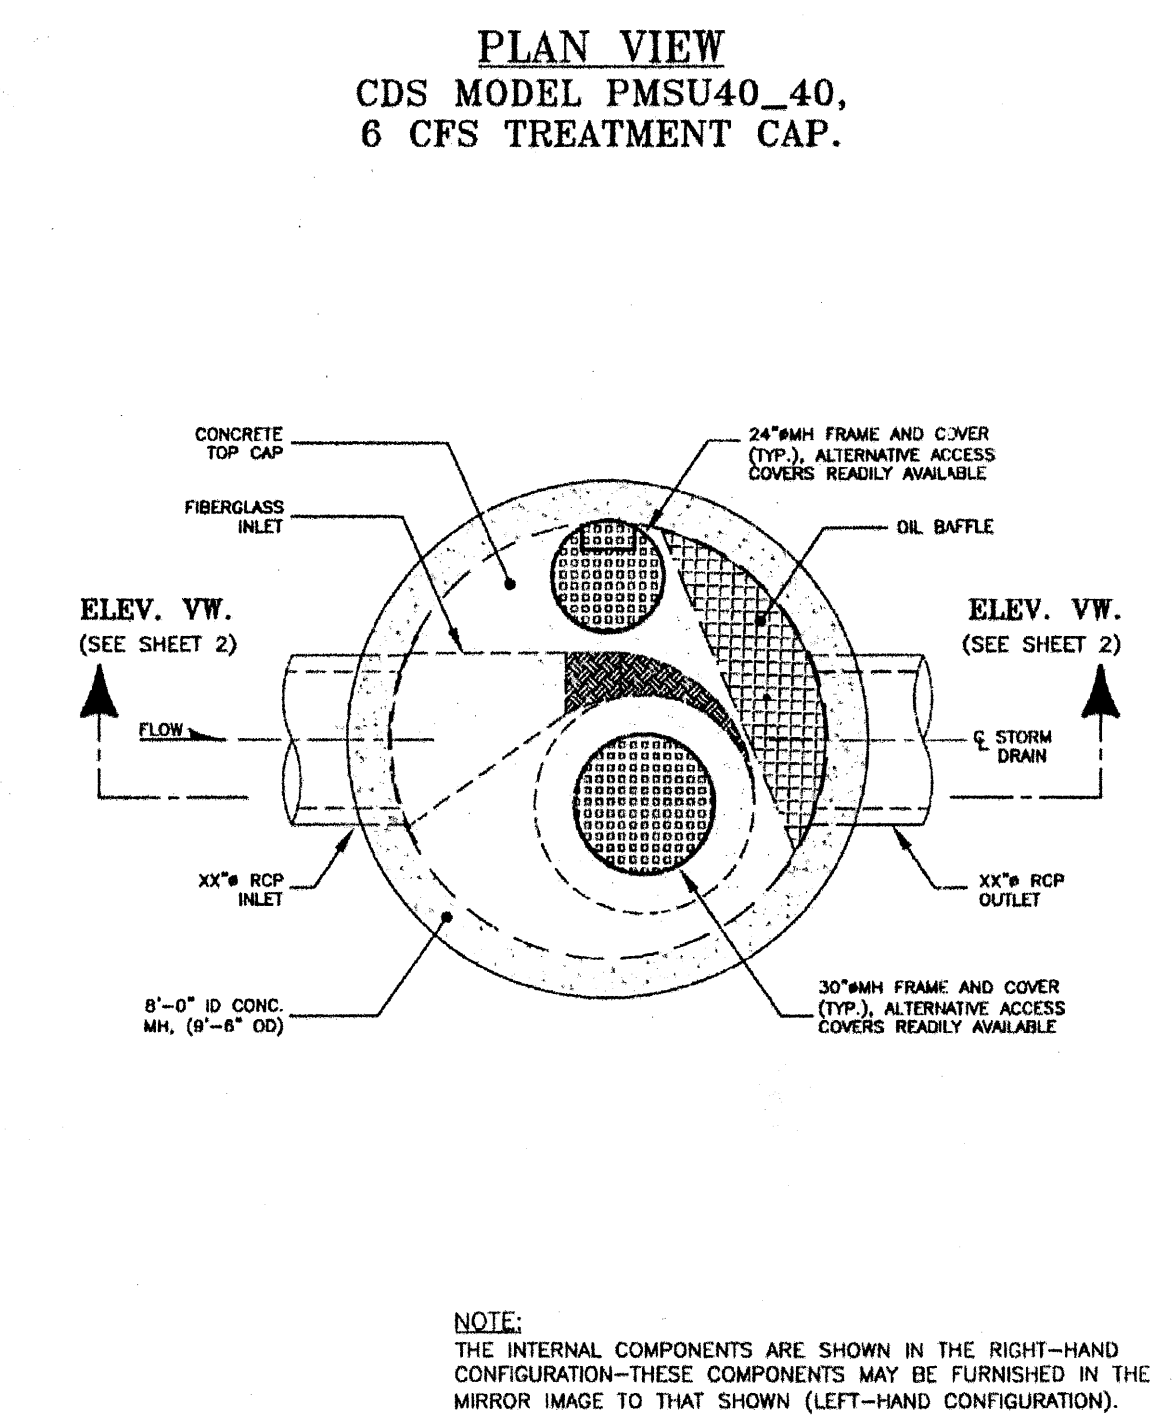 PLAN VIEW
CDS MODEL PMSU40_40,
6 CFS TREATMENT CAP.
CONCRETE
TOP CAP
24"øMH FRAME AND COVER
(TYP.), ALTERNATIVE ACCESS
COVERS READILY AVAILABLE
FIBERGLASS
INLET
OIL BAFFLE
ELEV. VW.
(SEE SHEET 2)
ELEV. VW.
(SEE SHEET 2)
FLOW
℄ STORM
DRAIN
XX"ø RCP
INLET
XX"ø RCP
OUTLET
8'-0" ID CONC.
MH, (9'-6" OD)
30"øMH FRAME AND COVER
(TYP.), ALTERNATIVE ACCESS
COVERS READILY AVAILABLE
NOTE:
THE INTERNAL COMPONENTS ARE SHOWN IN THE RIGHT-HAND
CONFIGURATION-THESE COMPONENTS MAY BE FURNISHED IN THE
MIRROR IMAGE TO THAT SHOWN (LEFT-HAND CONFIGURATION).